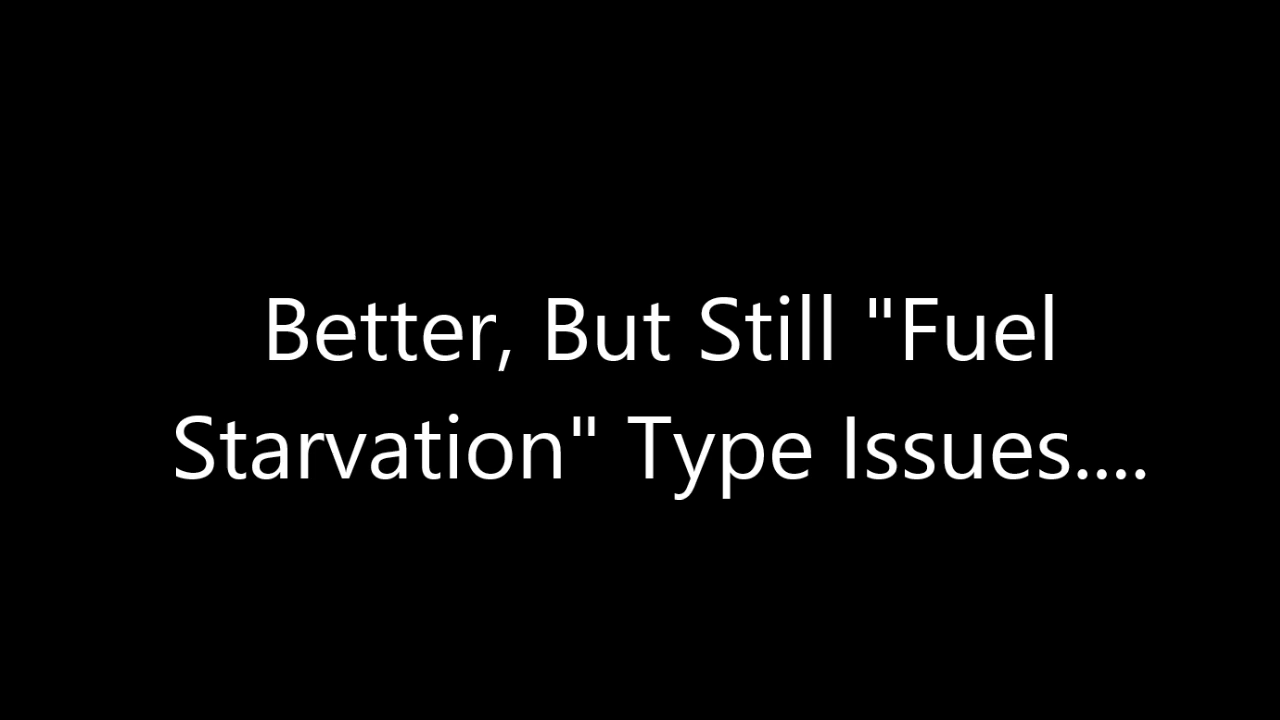 Better, But Still "Fuel
Starvation" Type Issues....